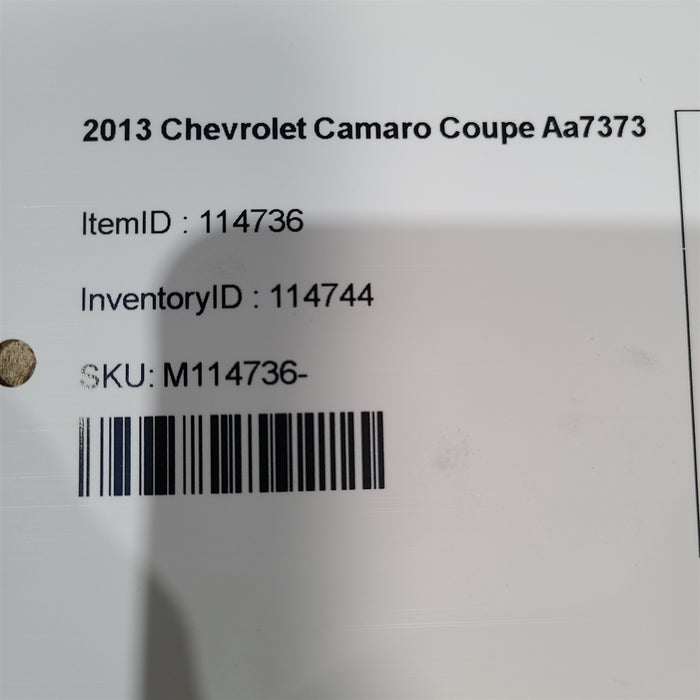 2013 Chevrolet Camaro Coupe Aa7373
ItemID : 114736
InventoryID : 114744
SKU: M114736-